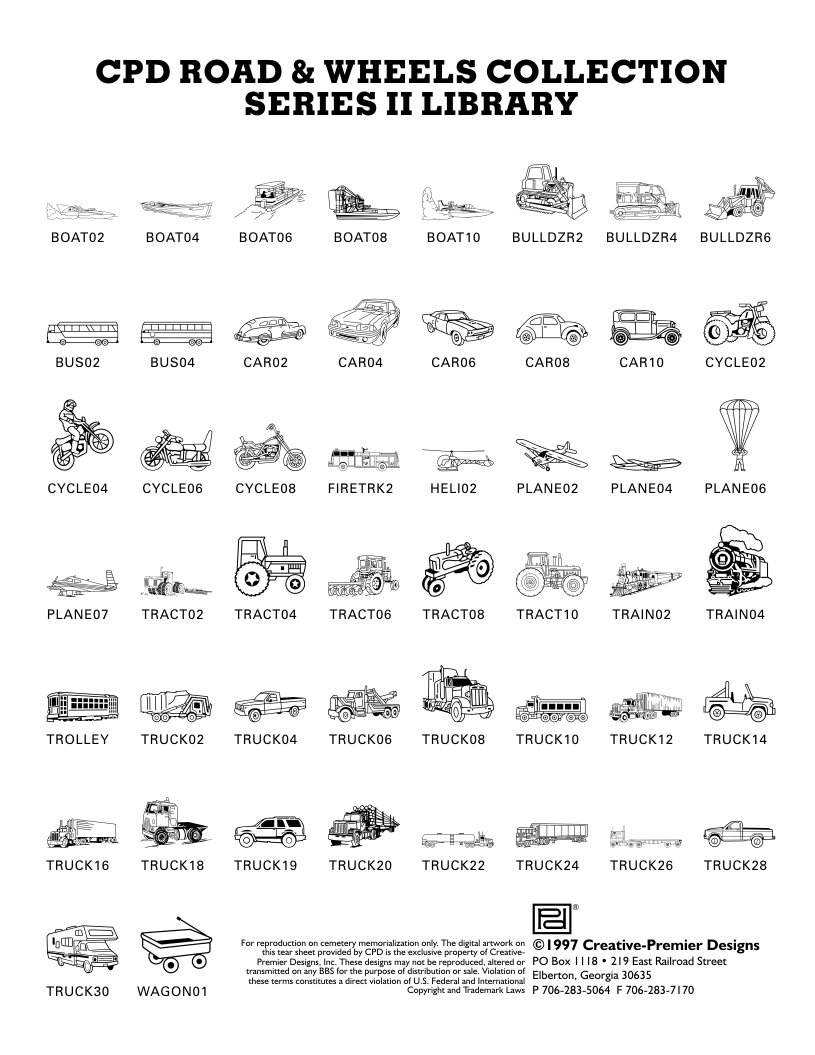 CPD ROAD & WHEELS COLLECTION
SERIES II LIBRARY
BOAT02 BOAT04 BOAT06 BOAT08 BOAT10 BULLDZR2 BULLDZR4 BULLDZR6
BUS02 BUS04 CAR02 CAR04 CAR06 CAR08 CAR10 CYCLE02
CYCLE04 CYCLE06 CYCLE08 FIRETRK2 HELI02 PLANE02 PLANE04 PLANE06
PLANE07 TRACT02 TRACT04 TRACT06 TRACT08 TRACT10 TRAIN02 TRAIN04
TROLLEY TRUCK02 TRUCK04 TRUCK06 TRUCK08 TRUCK10 TRUCK12 TRUCK14
TRUCK16 TRUCK18 TRUCK19 TRUCK20 TRUCK22 TRUCK24 TRUCK26 TRUCK28
TRUCK30 WAGON01
For reproduction on cemetery memorialization only. The digital artwork on
this tear sheet provided by CPD is the exclusive property of Creative-
Premier Designs, Inc. These designs may not be reproduced, altered or
transmitted on any BBS for the purpose of distribution or sale. Violation of
these terms constitutes a direct violation of U.S. Federal and International
Copyright and Trademark Laws
®
©1997 Creative-Premier Designs
PO Box 1118 • 219 East Railroad Street
Elberton, Georgia 30635
P 706-283-5064 F 706-283-7170